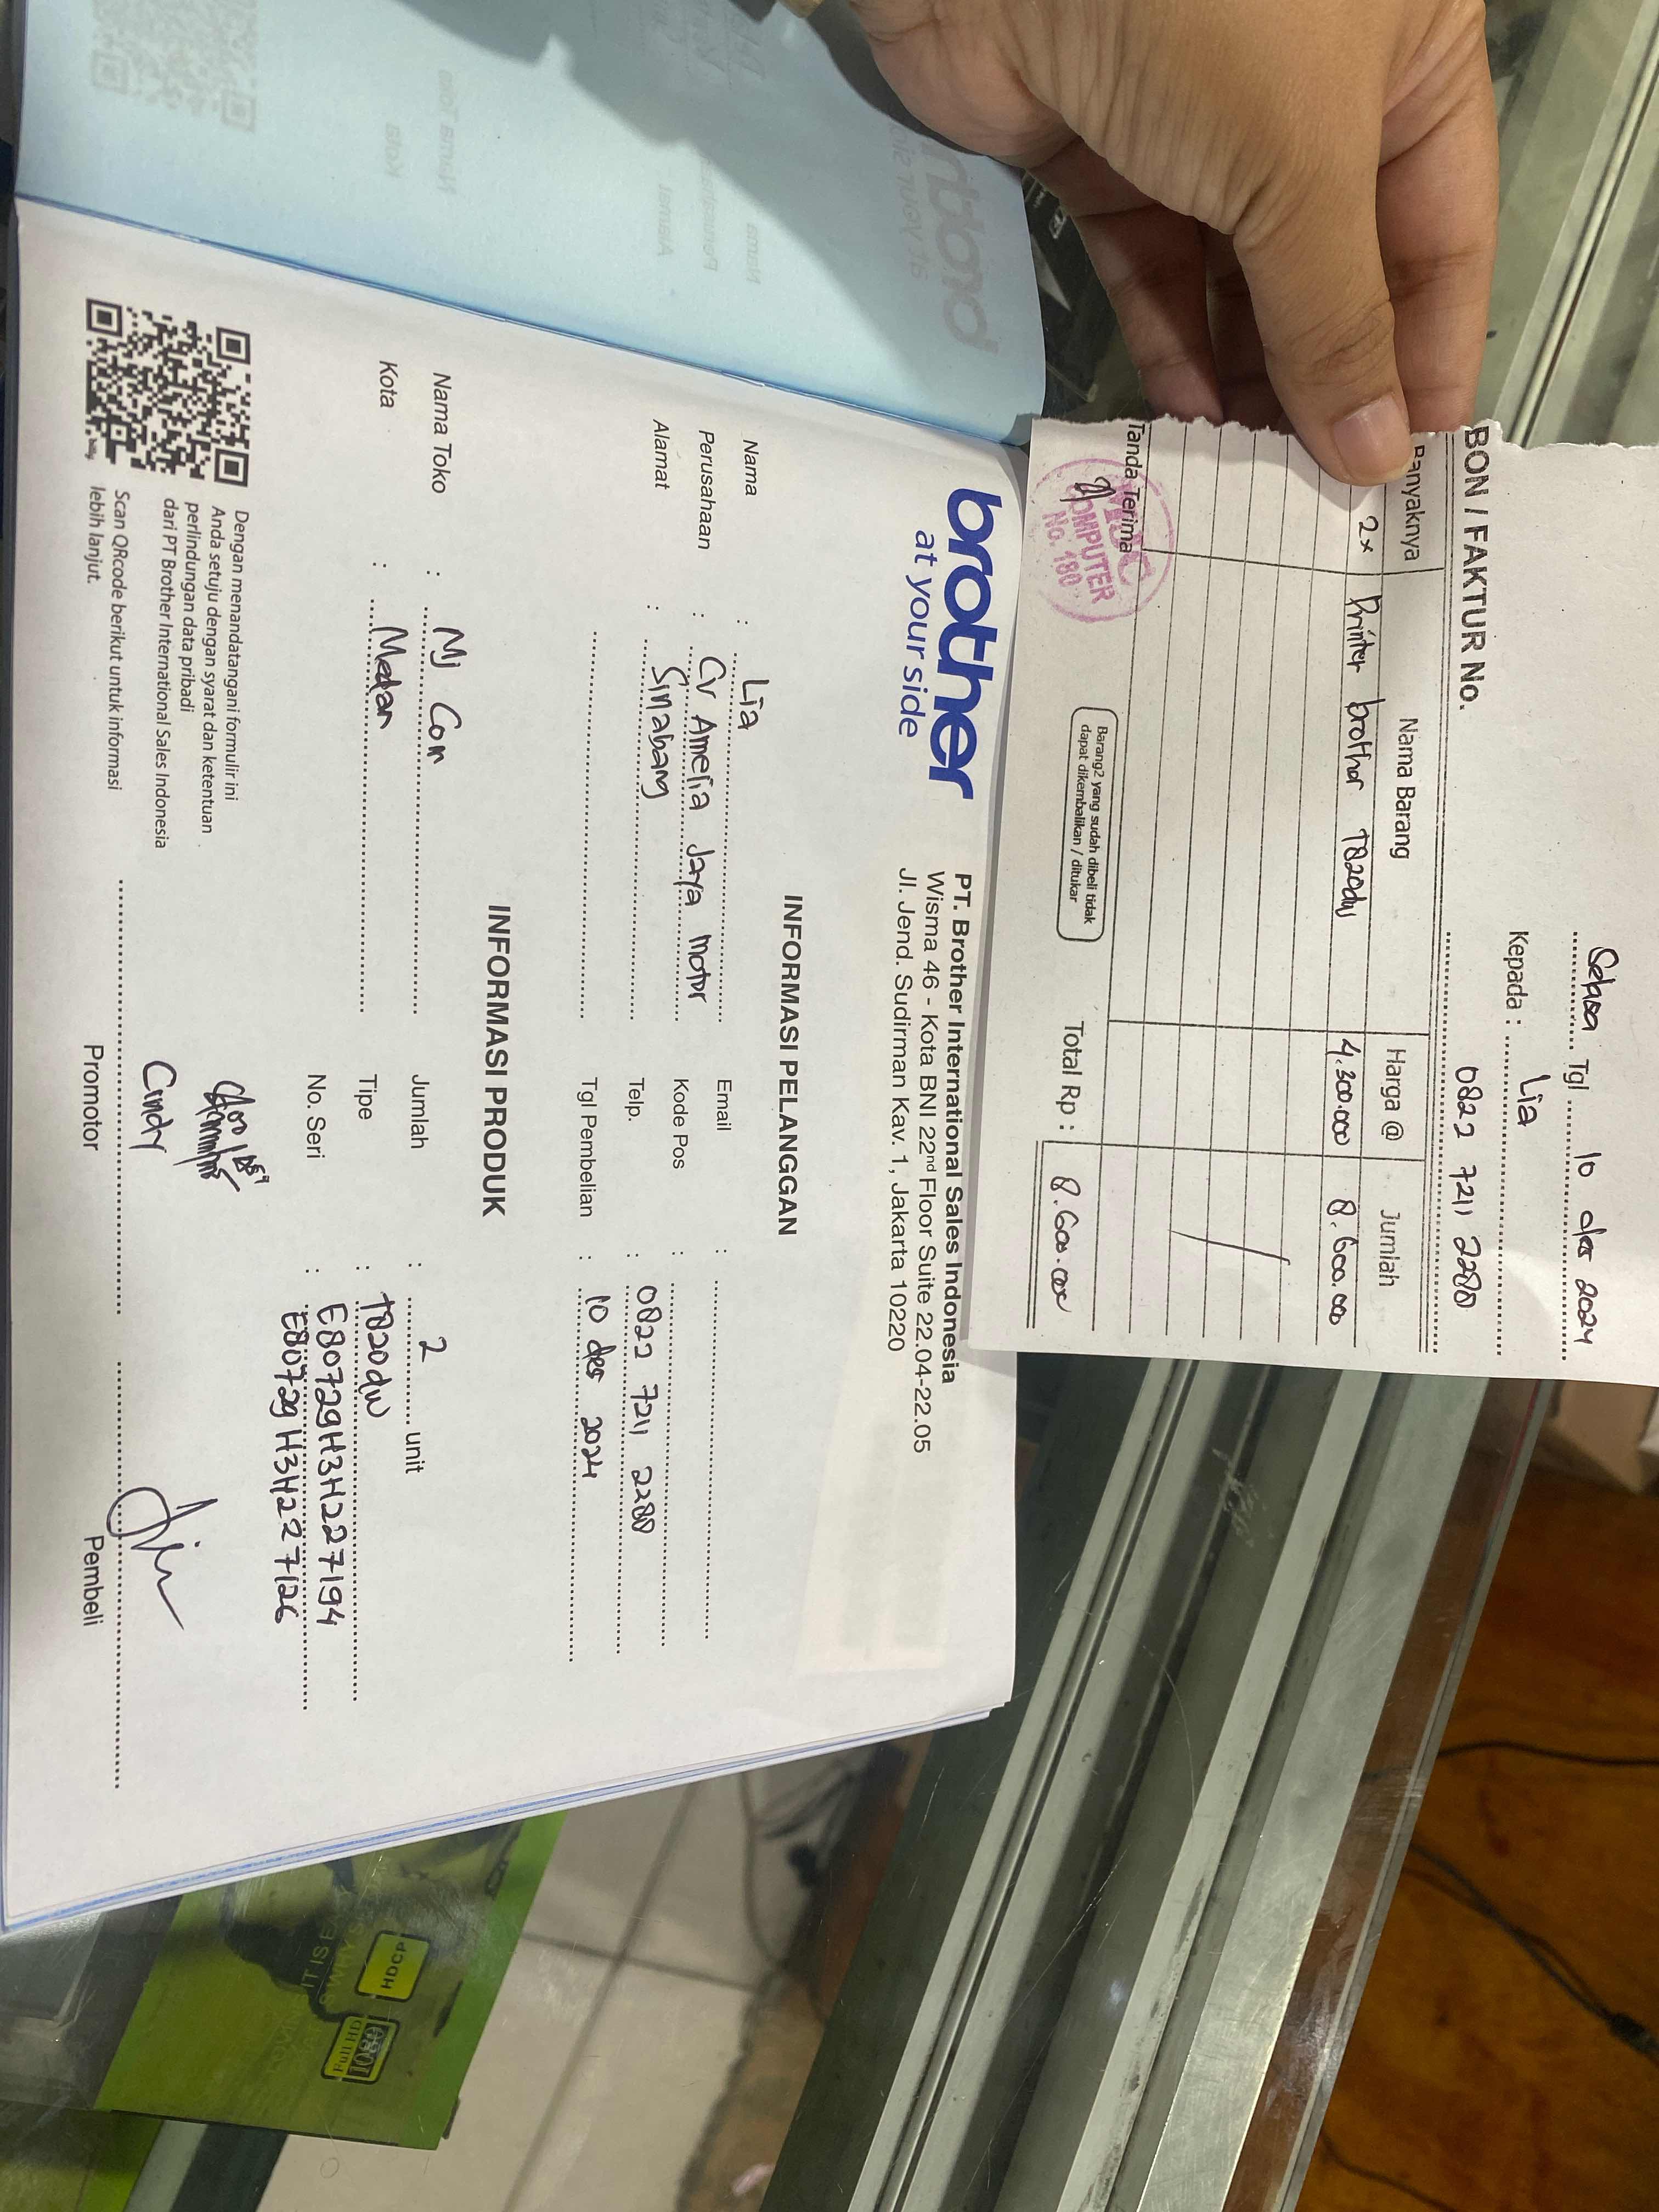 Selasa Tgl 10 des 2024
Kepada : Lia
0822 7211 2280
BON / FAKTUR No.
Banyaknya Nama Barang Harga @ Jumlah
2x Printer brother T820dw 4.300.000 8.600.000
Tanda Terima
COMPUTER
No. 180
Barang2 yang sudah dibeli tidak
dapat dikembalikan / ditukar
Total Rp : 8.600.000
brother
at your side
PT. Brother International Sales Indonesia
Wisma 46 - Kota BNI 22nd Floor Suite 22.04-22.05
Jl. Jend. Sudirman Kav. 1, Jakarta 10220
INFORMASI PELANGGAN
Nama : Lia
Perusahaan : CV Amelia Jaya Motor
Alamat : Sinabang
Email :
Kode Pos :
Telp. : 0822 7211 2280
Tgl Pembelian : 10 des 2024
INFORMASI PRODUK
Nama Toko : Mj Com
Kota : Medan
Jumlah : 2 unit
Tipe : T820dw
No. Seri : E80729H3H227194
E80729H3H227126
Dengan menandatangani formulir ini
Anda setuju dengan syarat dan ketentuan
perlindungan data pribadi
dari PT Brother International Sales Indonesia
Scan QRcode berikut untuk informasi
lebih lanjut.
Cindy
Promotor
Pembeli
HDCP
1080
FULL HD